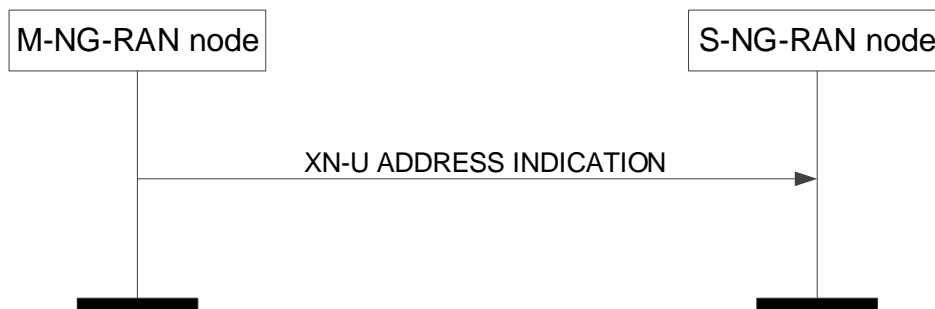 M-NG-RAN node
S-NG-RAN node
XN-U ADDRESS INDICATION